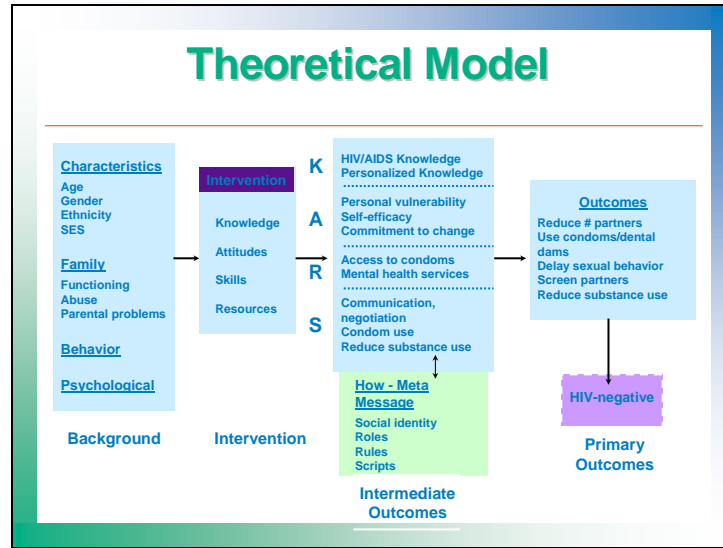 Theoretical Model
Characteristics
Age
Gender
Ethnicity
SES
Family
Functioning
Abuse
Parental problems
Behavior
Psychological
Background
Intervention
Knowledge
Attitudes
Skills
Resources
Intervention
K
A
R
S
HIV/AIDS Knowledge
Personalized Knowledge
Personal vulnerability
Self-efficacy
Commitment to change
Access to condoms
Mental health services
Communication,
negotiation
Condom use
Reduce substance use
How - Meta
Message
Social identity
Roles
Rules
Scripts
Intermediate
Outcomes
Outcomes
Reduce # partners
Use condoms/dental
dams
Delay sexual behavior
Screen partners
Reduce substance use
HIV-negative
Primary
Outcomes